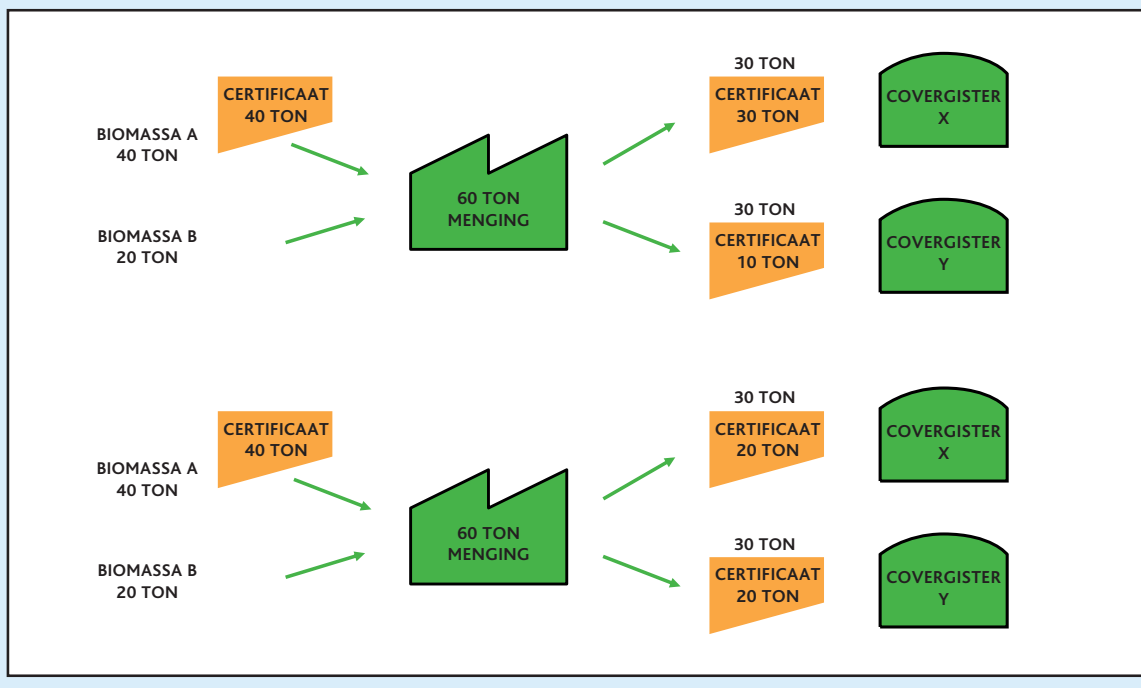 30 TON
CERTIFICAAT
40 TON
CERTIFICAAT
30 TON
COVERGISTER
X
BIOMASSA A
40 TON
60 TON
MENGING
30 TON
BIOMASSA B
20 TON
CERTIFICAAT
10 TON
COVERGISTER
Y
30 TON
CERTIFICAAT
40 TON
CERTIFICAAT
20 TON
COVERGISTER
X
BIOMASSA A
40 TON
60 TON
MENGING
30 TON
BIOMASSA B
20 TON
CERTIFICAAT
20 TON
COVERGISTER
Y